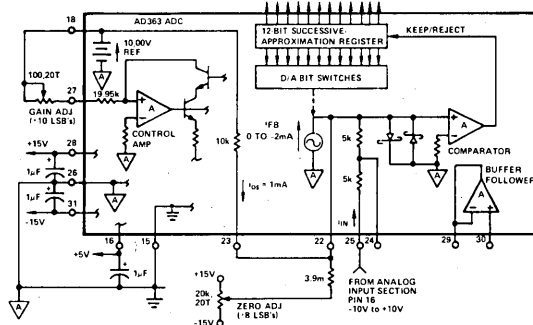 AD363 ADC
18
10.00V
REF
12-BIT SUCCESSIVE-
APPROXIMATION REGISTER
KEEP/REJECT
D/A BIT SWITCHES
100,20T
27
19.95k
GAIN ADJ
(·10 LSB's)
A
CONTROL
AMP
A
10k
IFB
0 TO -2mA
5k
5k
A
COMPARATOR
BUFFER
FOLLOWER
A
+15V
28
1μF
26
1μF
31
-15V
A
A
A
A
IOS = 1mA
IIN
16
15
23
22
25
24
29
30
+5V
1μF
A
+15V
20k,
20T
-15V
ZERO ADJ
(·8 LSB's)
3.9m
FROM ANALOG
INPUT SECTION
PIN 16
-10V to +10V